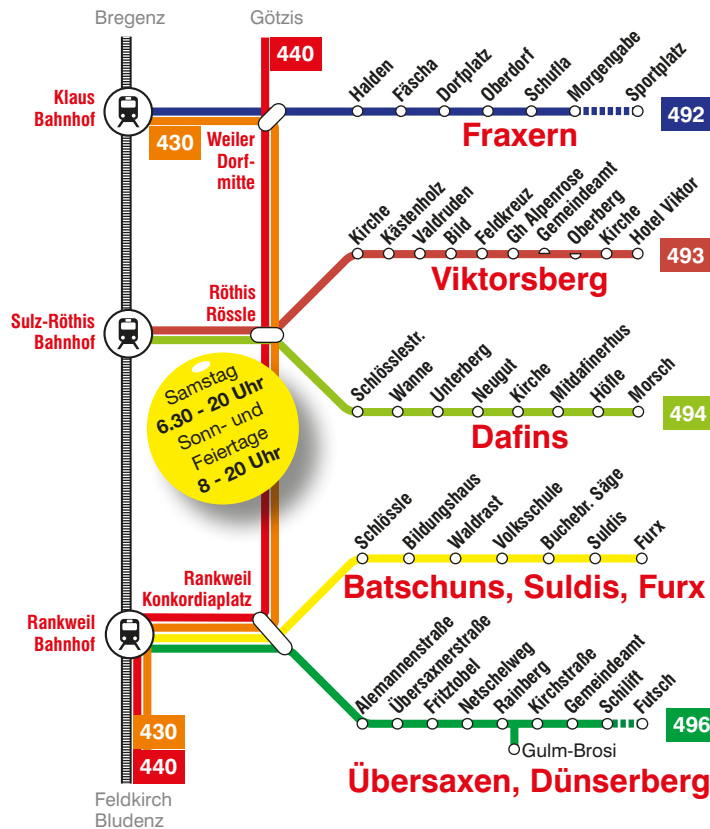 Bregenz
Götzis
440
Klaus
Bahnhof
430
Weiler
Dorf-
mitte
Halden
Fäscha
Dorfplatz
Oberdorf
Schufla
Morgengabe
Sportplatz
Fraxern
492
Kirche
Kästenholz
Valdruden
Bild
Feldkreuz
Gh Alpenrose
Gemeindeamt
Oberberg
Kirche
Hotel Viktor
Viktorsberg
493
Röthis
Rössle
Sulz-Röthis
Bahnhof
Samstag
6.30 - 20 Uhr
Sonn- und
Feiertage
8 - 20 Uhr
Schlösslestr.
Wanne
Unterberg
Neugut
Kirche
Mitdafinerhus
Höfle
Morsch
Dafins
494
Schlössle
Bildungshaus
Waldrast
Volksschule
Buchebr. Säge
Suldis
Furx
Batschuns, Suldis, Furx
Rankweil
Konkordiaplatz
Rankweil
Bahnhof
Alemannenstraße
Übersaxnerstraße
Fritztobel
Netschelweg
Rainberg
Kirchstraße
Gemeindeamt
Schilift
Futsch
Gulm-Brosi
496
Übersaxen, Dünserberg
430
440
Feldkirch
Bludenz